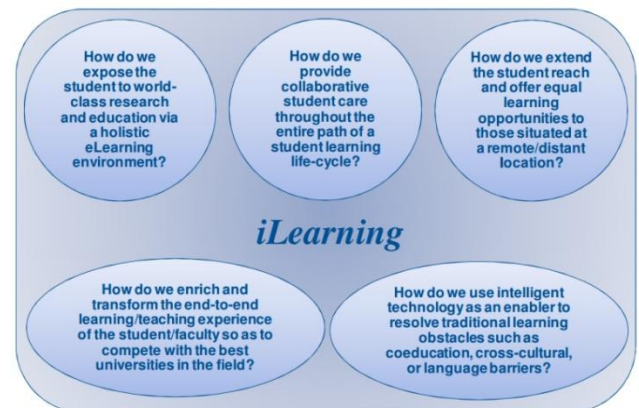 How do we
expose the
student to world-
class research
and education via
a holistic
eLearning
environment?
How do we
provide
collaborative
student care
throughout the
entire path of a
student learning
life-cycle?
How do we extend
the student reach
and offer equal
learning
opportunities to
those situated at
a remote/distant
location?
iLearning
How do we enrich and
transform the end-to-end
learning/teaching experience
of the student/faculty so as to
compete with the best
universities in the field?
How do we use intelligent
technology as an enabler to
resolve traditional learning
obstacles such as
coeducation, cross-cultural,
or language barriers?